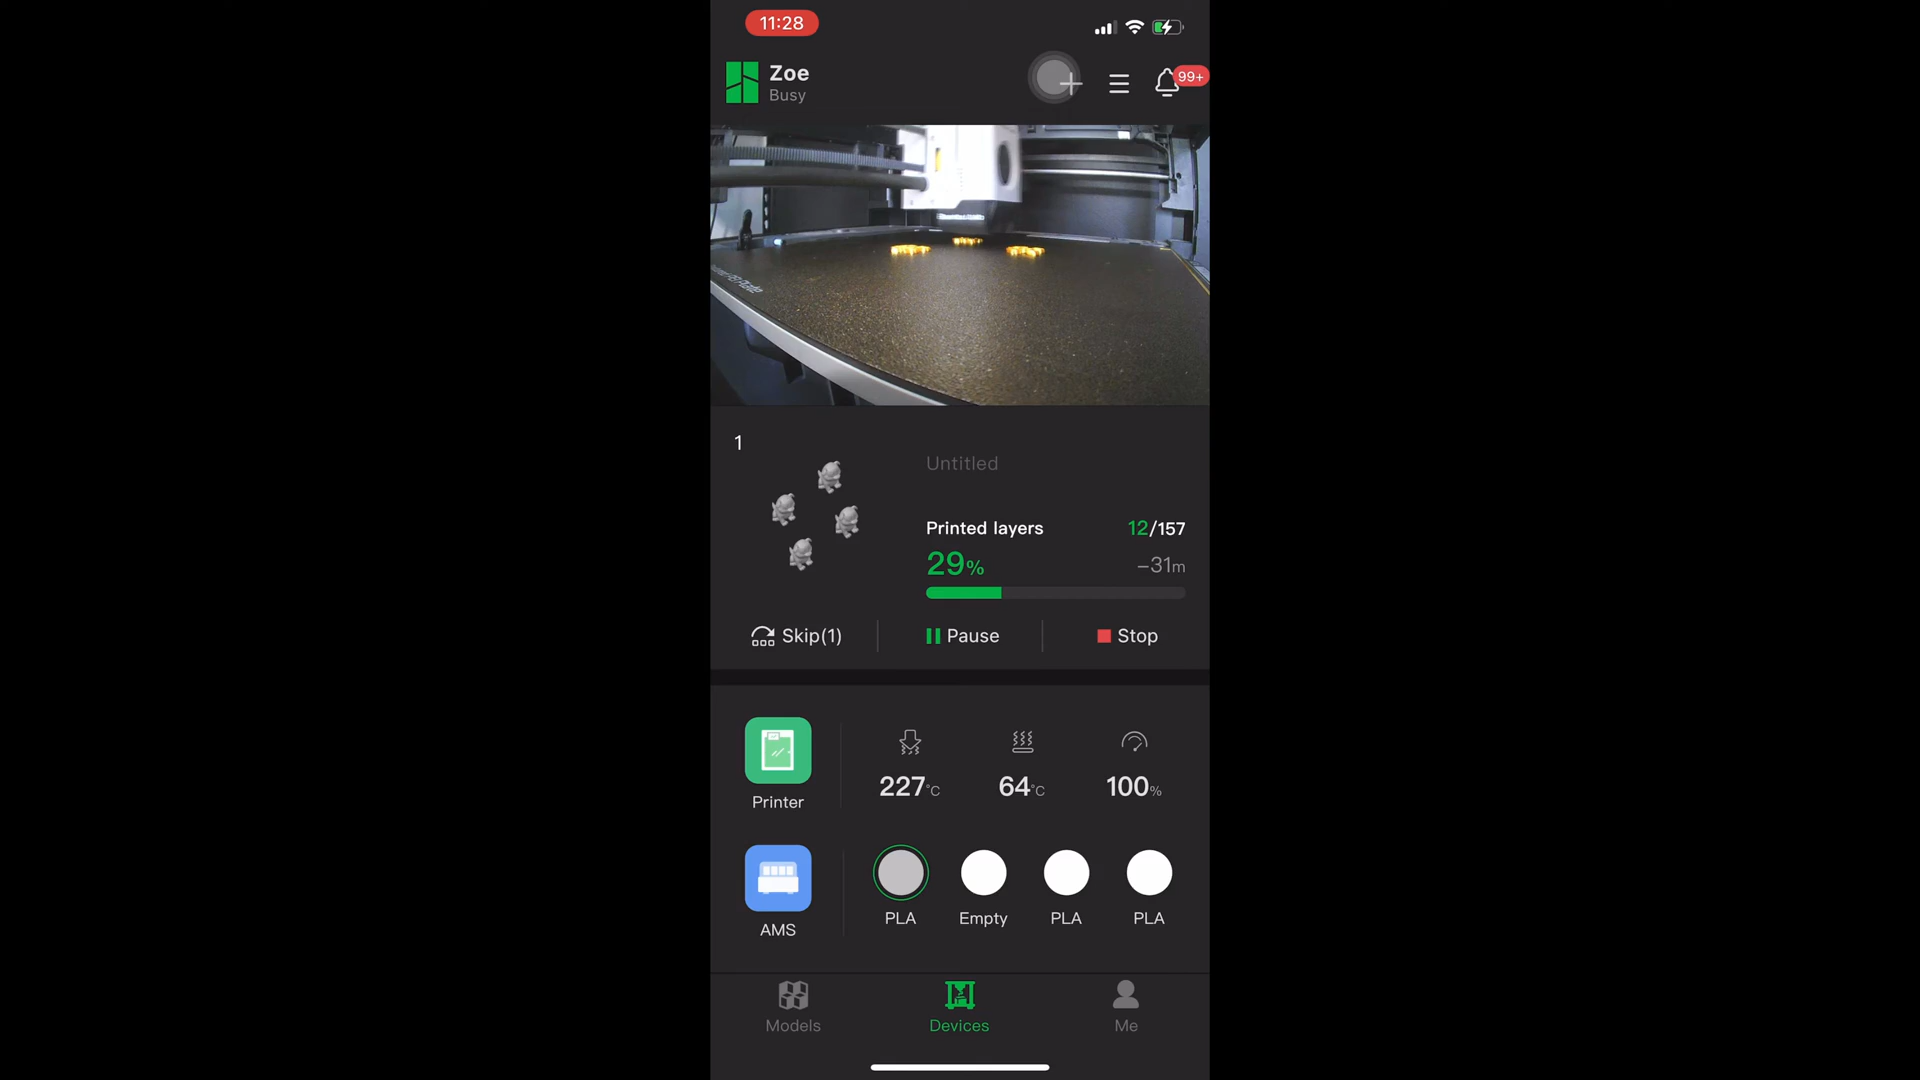 11:28
Zoe
Busy
99+
1
Untitled
Printed layers 12/157
29% -31m
Skip(1) Pause Stop
227°C 64°C 100%
Printer
PLA Empty PLA PLA
AMS
Models Devices Me